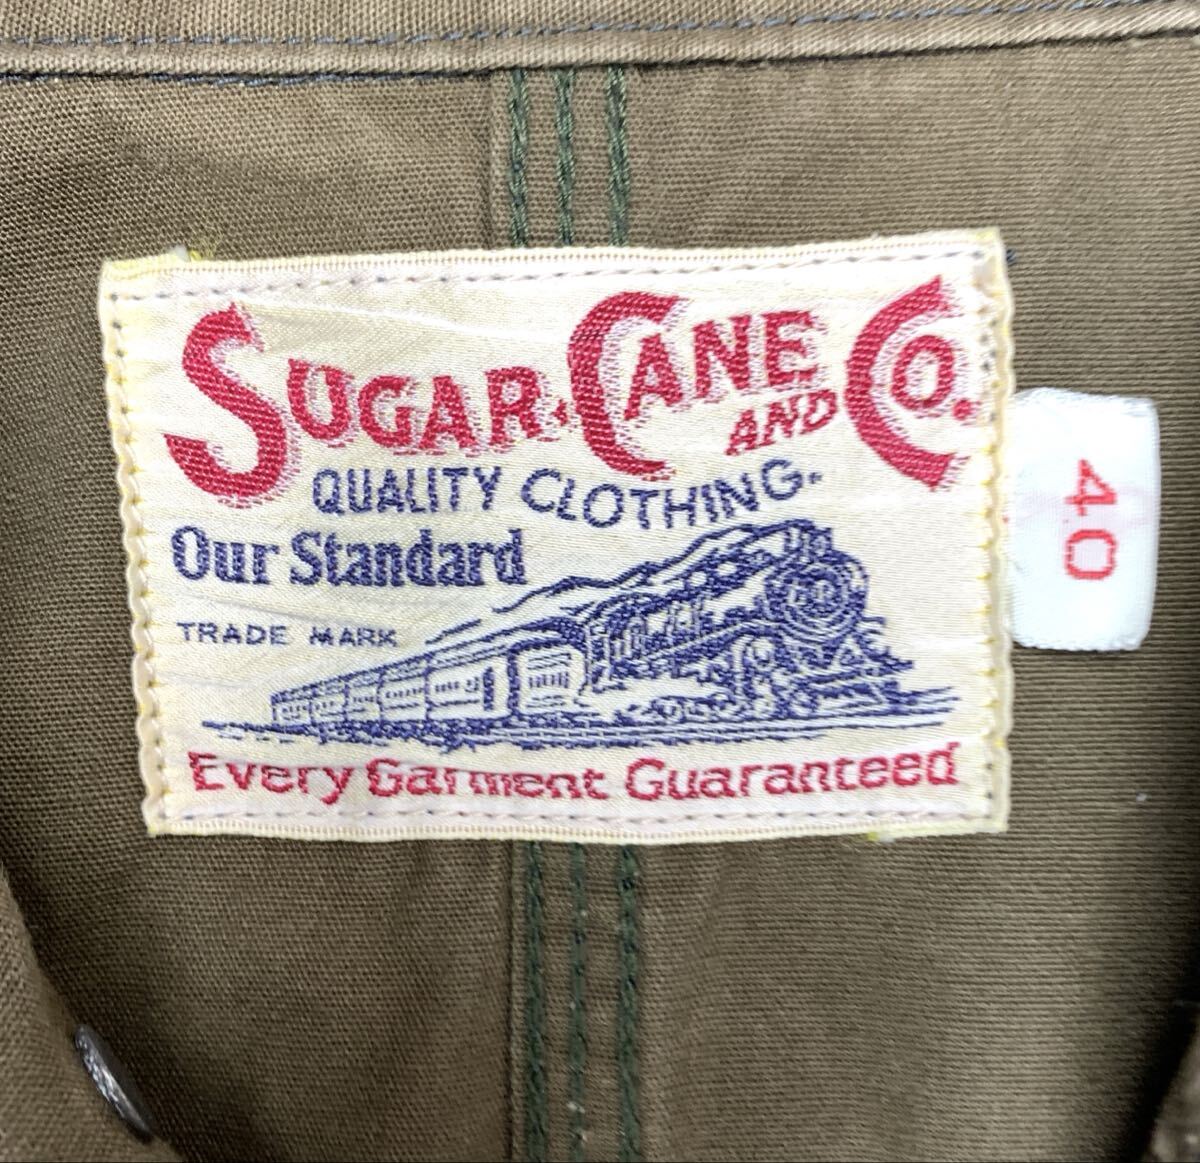 SUGAR CANE AND CO.
QUALITY CLOTHING.
Our Standard
TRADE MARK
Every Garment Guaranteed
40